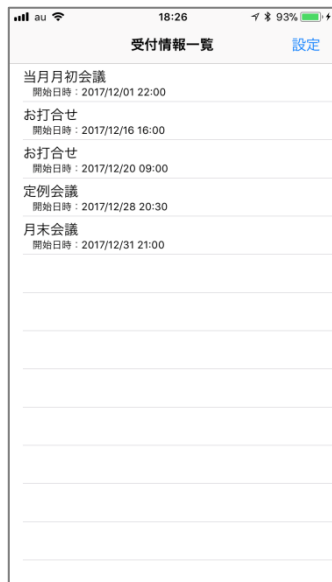 au 18:26 93%
受付情報一覧 設定
当月月初会議
開始日時：2017/12/01 22:00
お打合せ
開始日時：2017/12/16 16:00
お打合せ
開始日時：2017/12/20 09:00
定例会議
開始日時：2017/12/28 20:30
月末会議
開始日時：2017/12/31 21:00